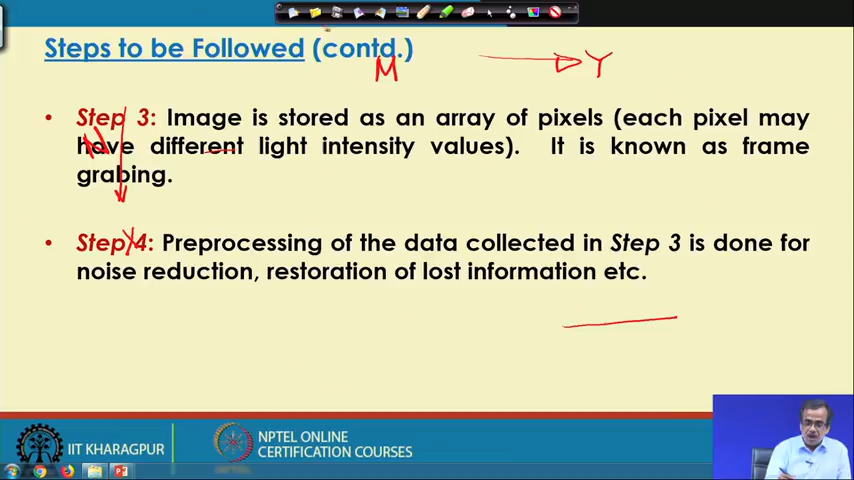 Steps to be Followed (contd.)
M
Y
• Step 3: Image is stored as an array of pixels (each pixel may
N
have different light intensity values). It is known as frame
grabing.
X
• Step 4: Preprocessing of the data collected in Step 3 is done for
noise reduction, restoration of lost information etc.
IIT KHARAGPUR
NPTEL ONLINE
CERTIFICATION COURSES